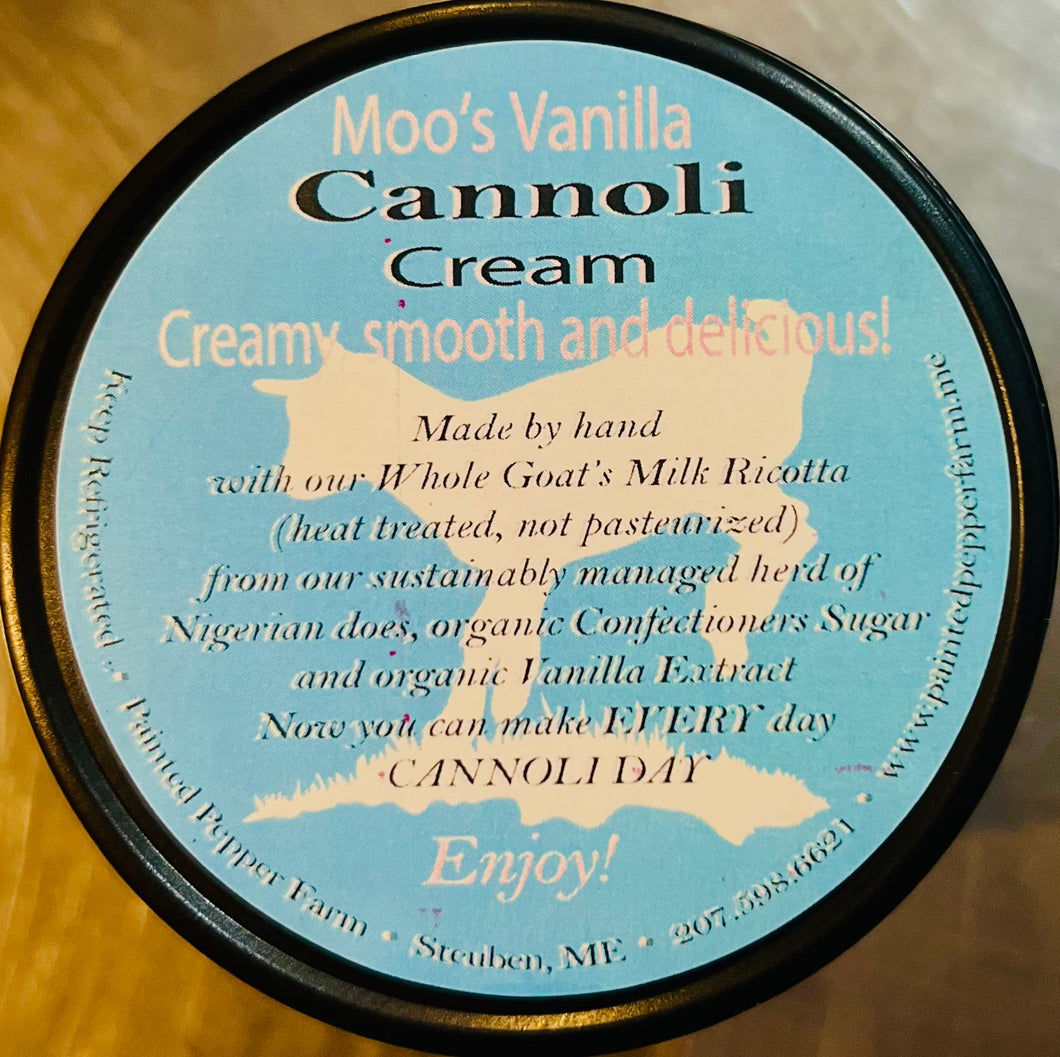 Moo's Vanilla
Cannoli
Cream
Creamy, smooth and delicious!
Made by hand
with our Whole Goat's Milk Ricotta
(heat treated, not pasteurized)
from our sustainably managed herd of
Nigerian does, organic Confectioners Sugar
and organic Vanilla Extract
Now you can make EVERY day
CANNOLI DAY
Enjoy!
Keep Refrigerated • Painted Pepper Farm • Steuben, ME • 207.598.6621 • www.paintedpepperfarm.me